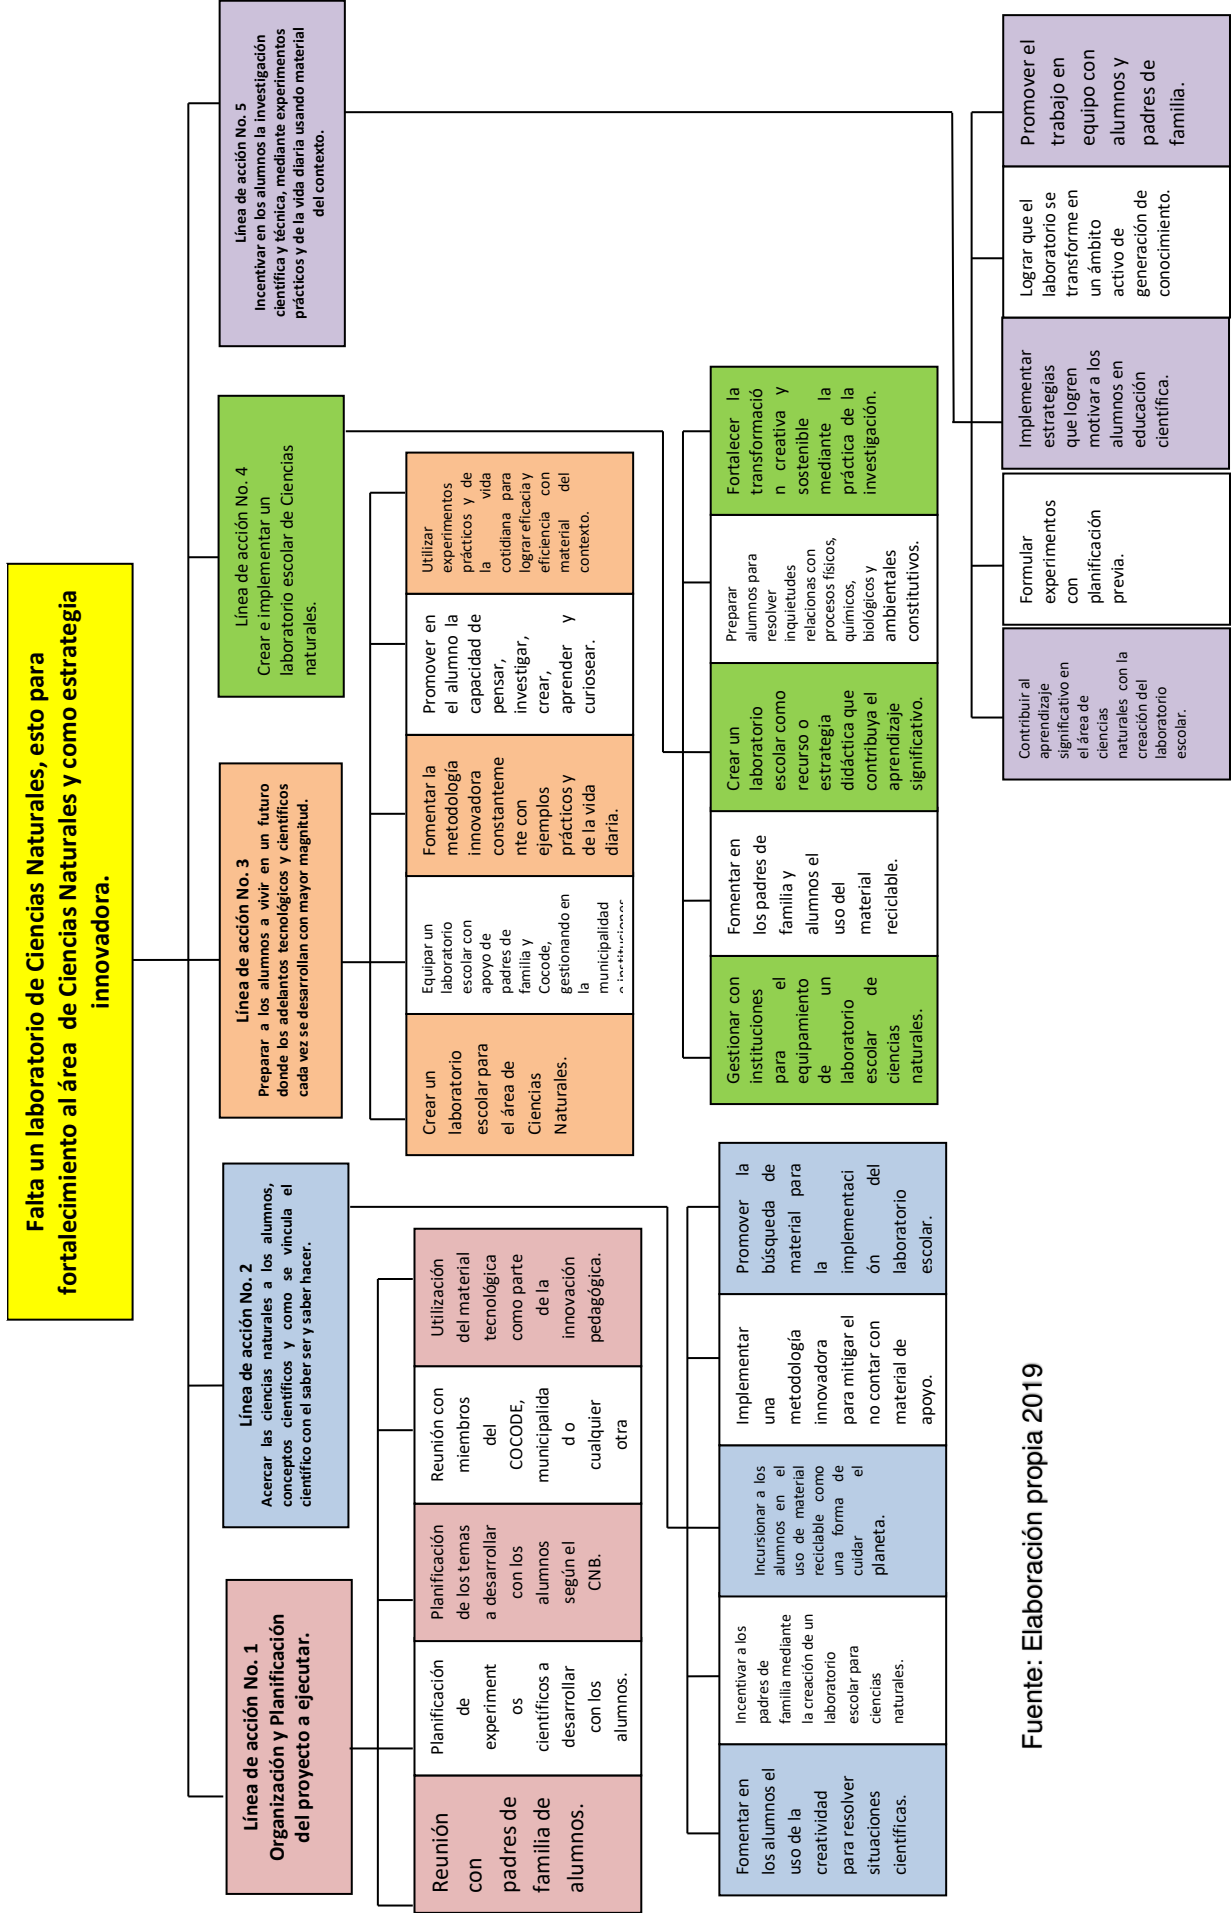 Falta un laboratorio de Ciencias Naturales, esto para
fortalecimiento al área de Ciencias Naturales y como estrategia
innovadora.
Línea de acción No. 1
Organización y Planificación
del proyecto a ejecutar.
Línea de acción No. 2
Acercar las ciencias naturales a los alumnos,
conceptos científicos y como se vincula el
científico con el saber ser y saber hacer.
Línea de acción No. 3
Preparar a los alumnos a vivir en un futuro
donde los adelantos tecnológicos y científicos
cada vez se desarrollan con mayor magnitud.
Línea de acción No. 4
Crear e implementar un
laboratorio escolar de Ciencias
naturales.
Línea de acción No. 5
Incentivar en los alumnos la investigación
científica y técnica, mediante experimentos
prácticos y de la vida diaria usando material
del contexto.
Reunión
con
padres de
familia de
alumnos.
Planificación
de
experiment
os
científicos a
desarrollar
con los
alumnos.
Planificación
de los temas
a desarrollar
con los
alumnos
según el
CNB.
Reunión con
miembros
del
COCODE,
municipalida
d o
cualquier
otra
Utilización
del material
tecnológica
como parte
de la
innovación
pedagógica.
Crear un
laboratorio
escolar para
el área de
Ciencias
Naturales.
Equipar un
laboratorio
escolar con
apoyo de
padres de
familia y
Cocode,
gestionando en
la
municipalidad
o instituciones
Fomentar la
metodología
innovadora
constanteme
nte con
ejemplos
prácticos y
de la vida
diaria.
Promover en
el alumno la
capacidad de
pensar,
investigar,
crear,
aprender y
curiosear.
Utilizar
experimentos
prácticos y de
la vida
cotidiana para
lograr eficacia y
eficiencia con
material del
contexto.
Fomentar en
los alumnos el
uso de la
creatividad
para resolver
situaciones
científicas.
Incentivar a los
padres de
familia mediante
la creación de un
laboratorio
escolar para
ciencias
naturales.
Incursionar a los
alumnos en el
uso de material
reciclable como
una forma de
cuidar el
planeta.
Implementar
una
metodología
innovadora
para mitigar el
no contar con
material de
apoyo.
Promover la
búsqueda de
material para
la
implementaci
ón del
laboratorio
escolar.
Gestionar con
instituciones
para el
equipamiento
de un
laboratorio
escolar de
ciencias
naturales.
Fomentar en
los padres de
familia y
alumnos el
uso del
material
reciclable.
Crear un
laboratorio
escolar como
recurso o
estrategia
didáctica que
contribuya el
aprendizaje
significativo.
Preparar
alumnos para
resolver
inquietudes
relacionas con
procesos físicos,
químicos,
biológicos y
ambientales
constitutivos.
Fortalecer la
transformació
n creativa y
sostenible
mediante la
práctica de la
investigación.
Contribuir al
aprendizaje
significativo en
el área de
ciencias
naturales con la
creación del
laboratorio
escolar.
Formular
experimentos
con
planificación
previa.
Implementar
estrategias
que logren
motivar a los
alumnos en
educación
científica.
Lograr que el
laboratorio se
transforme en
un ámbito
activo de
generación de
conocimiento.
Promover el
trabajo en
equipo con
alumnos y
padres de
familia.
Fuente: Elaboración propia 2019